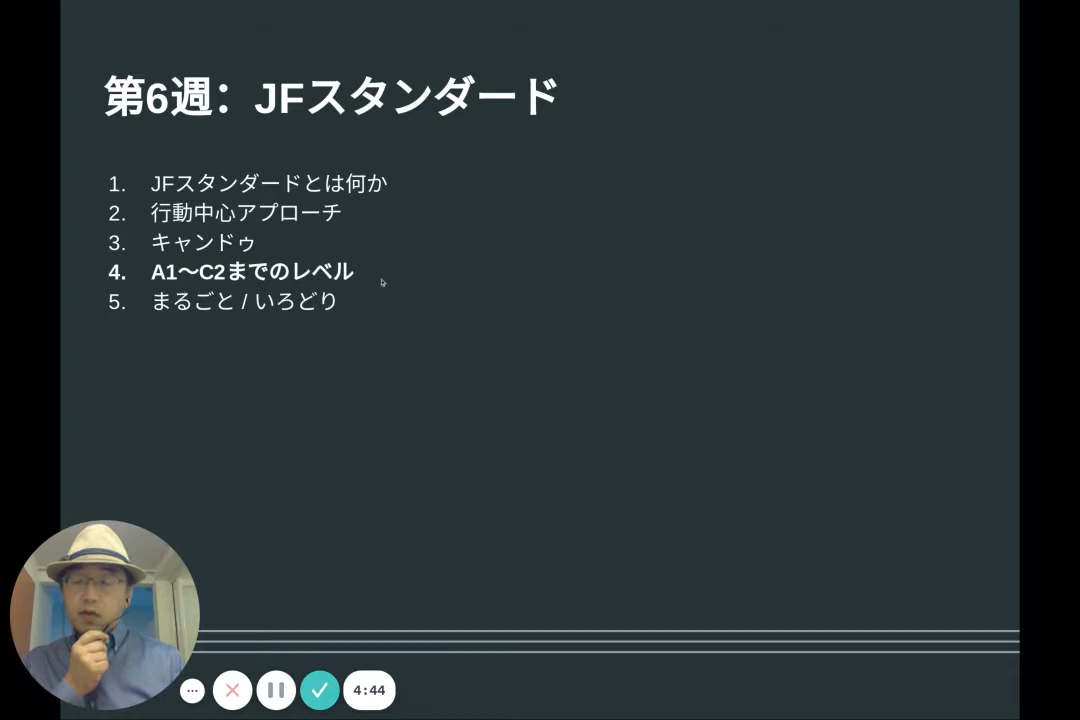 第6週：JFスタンダード
1. JFスタンダードとは何か
2. 行動中心アプローチ
3. キャンドゥ
4. A1〜C2までのレベル
5. まるごと / いろどり
4:44